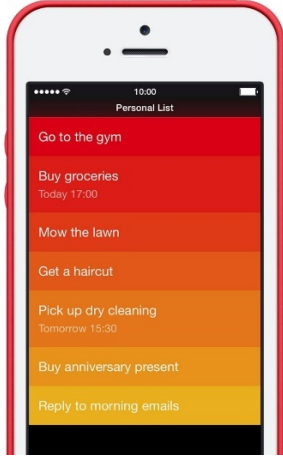 10:00
Personal List
Go to the gym
Buy groceries
Today 17:00
Mow the lawn
Get a haircut
Pick up dry cleaning
Tomorrow 15:30
Buy anniversary present
Reply to morning emails